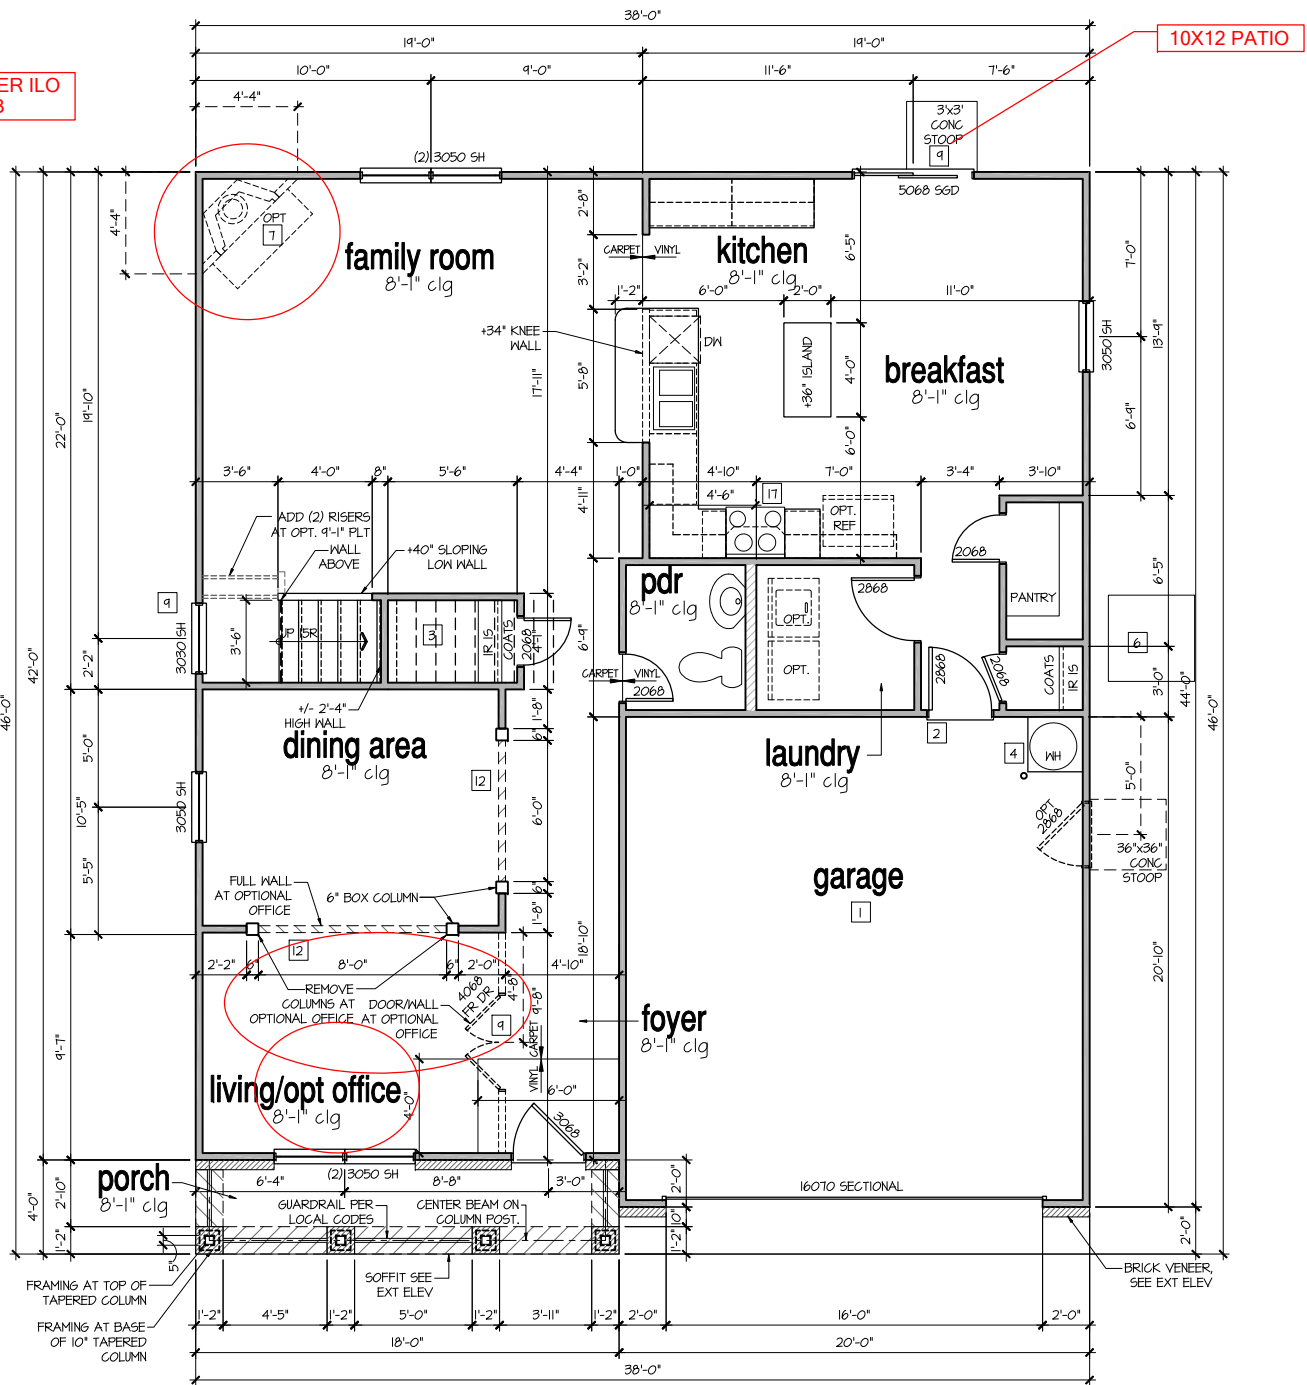 38'-0"
19'-0"
19'-0"
10X12 PATIO
10'-0"
9'-0"
11'-6"
7'-6"
ER ILO
4'-4"
3'x3'
CONC
STOOP
9
(2) 3050 SH
5068 SGD
4'-4"
OPT
7
family room
8'-1" clg
2'-8"
CARPET
VINYL
kitchen
8'-1" clg
6'-5"
7'-0"
3'-2"
1'-2"
6'-0"
2'-0"
11'-0"
+34" KNEE
WALL
DW
+36" ISLAND
4'-0"
breakfast
8'-1" clg
3050 SH
13'-9"
5'-8"
17'-11"
19'-10"
22'-0"
6'-9"
6'-0"
3'-6"
4'-0"
8"
5'-6"
4'-4"
1'-0"
4'-10"
7'-0"
3'-4"
3'-10"
4'-6"
17
4'-11"
OPT.
REF
ADD (2) RISERS
AT OPT. 9'-1" PLT
WALL
ABOVE
+40" SLOPING
LOW WALL
2068
6'-5"
pdr
8'-1" clg
2868
PANTRY
9
3030 SH
3'-6"
UP 15R
3
1R 1S
COATS
2068
4'-1"
6'-9"
OPT.
OPT.
6
2'-2"
42'-0"
46'-0"
CARPET
VINYL
2068
2868
2068
COATS
1R 1S
3'-0"
44'-0"
46'-0"
+/- 2'-4"
HIGH WALL
1'-8"
6"
2
4
WH
dining area
8'-1" clg
laundry
8'-1" clg
5'-0"
12
5'-0"
3050 SH
10'-5"
6'-0"
OPT
2868
36"x36"
CONC
STOOP
5'-5"
FULL WALL
AT OPTIONAL
OFFICE
6" BOX COLUMN
6"
1'-8"
garage
1
12
18'-10"
2'-2"
6"
8'-0"
6"
2'-0"
4'-10"
20'-10"
REMOVE
COLUMNS AT
OPTIONAL OFFICE
DOOR/WALL
AT OPTIONAL
OFFICE
4068
FR DR
4'-8"
9'-8"
9
foyer
8'-1" clg
9'-7"
CARPET
VINYL
living/opt office
8'-1" clg
4'-0"
6'-0"
3068
porch
8'-1" clg
(2) 3050 SH
6'-4"
8'-8"
3'-0"
2'-0"
16070 SECTIONAL
4'-0"
2'-10"
GUARDRAIL PER
LOCAL CODES
CENTER BEAM ON
COLUMN POST.
10"
1'-2"
1'-2"
2'-0"
5"
FRAMING AT TOP OF
TAPERED COLUMN
SOFFIT SEE
EXT ELEV
BRICK VENEER,
SEE EXT ELEV
FRAMING AT BASE
OF 10" TAPERED
COLUMN
1'-2"
4'-5"
1'-2"
5'-0"
1'-2"
3'-11"
1'-2"
2'-0"
16'-0"
2'-0"
18'-0"
20'-0"
38'-0"